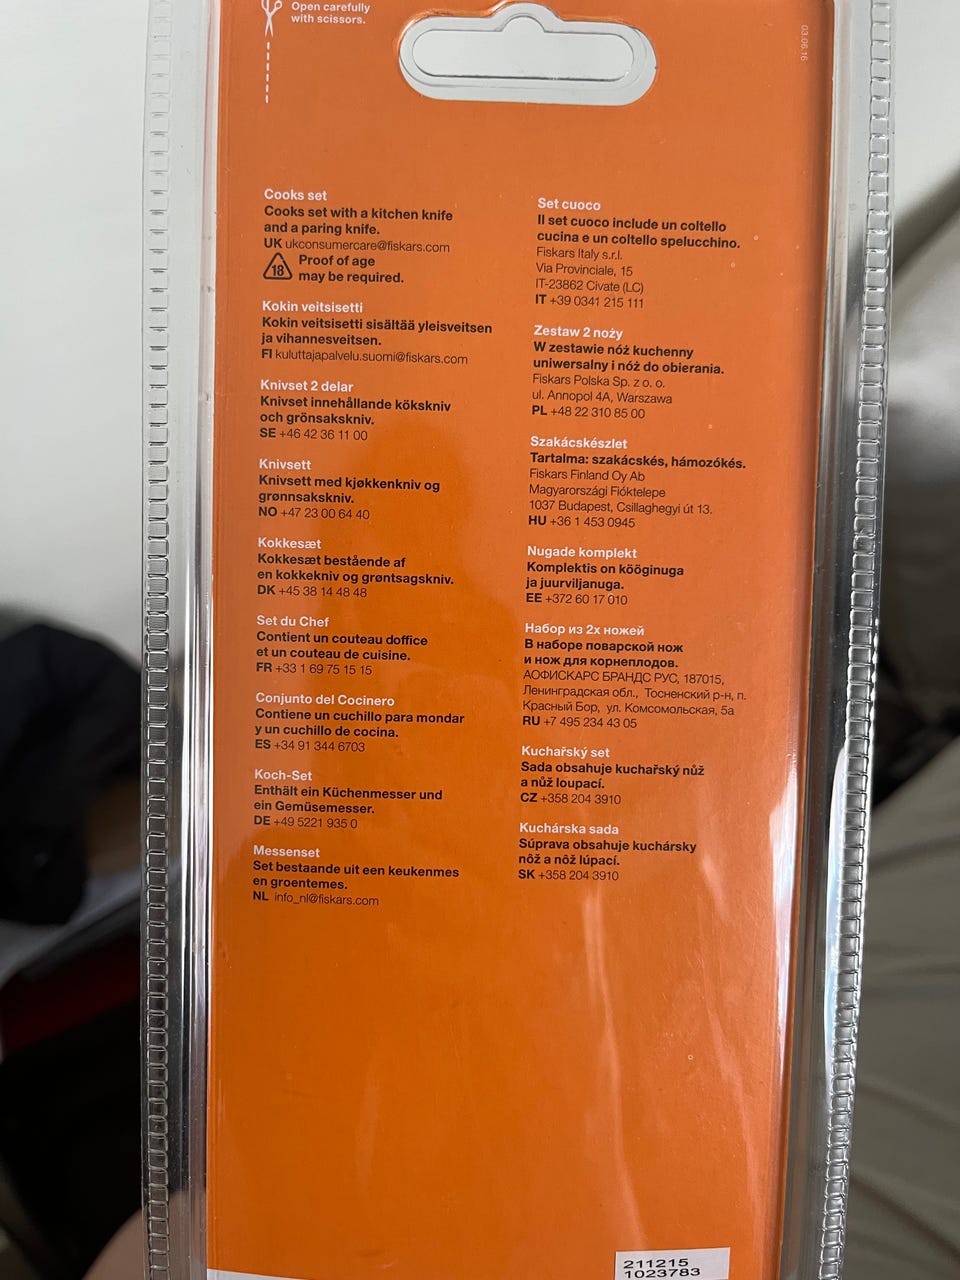 Open carefully
with scissors.
03.06.16
Cooks set
Cooks set with a kitchen knife
and a paring knife.
UK ukconsumercare@fiskars.com
18
Proof of age
may be required.
Kokin veitsisetti
Kokin veitsisetti sisältää yleisveitsen
ja vihannesveitsen.
FI kuluttajapalvelu.suomi@fiskars.com
Knivset 2 delar
Knivset innehållande kökskniv
och grönsakskniv.
SE +46 42 36 11 00
Knivsett
Knivsett med kjøkkenkniv og
grønnsakskniv.
NO +47 23 00 64 40
Kokkesæt
Kokkesæt bestående af
en kokkekniv og grøntsagskniv.
DK +45 38 14 48 48
Set du Chef
Contient un couteau doffice
et un couteau de cuisine.
FR +33 1 69 75 15 15
Conjunto del Cocinero
Contiene un cuchillo para mondar
y un cuchillo de cocina.
ES +34 91 344 6703
Koch-Set
Enthält ein Küchenmesser und
ein Gemüsemesser.
DE +49 5221 935 0
Messenset
Set bestaande uit een keukenmes
en groentemes.
NL info_nl@fiskars.com
Set cuoco
Il set cuoco include un coltello
cucina e un coltello spelucchino.
Fiskars Italy s.r.l.
Via Provinciale, 15
IT-23862 Civate (LC)
IT +39 0341 215 111
Zestaw 2 noży
W zestawie nóż kuchenny
uniwersalny i nóż do obierania.
Fiskars Polska Sp. z o. o.
ul. Annopol 4A, Warszawa
PL +48 22 310 85 00
Szakácskészlet
Tartalma: szakácskés, hámozókés.
Fiskars Finland Oy Ab
Magyarországi Fióktelepe
1037 Budapest, Csillaghegyi út 13.
HU +36 1 453 0945
Nugade komplekt
Komplektis on kööginuga
ja juurviljanuga.
EE +372 60 17 010
Набор из 2х ножей
В наборе поварской нож
и нож для корнеплодов.
АОФИСКАРС БРАНДС РУС, 187015,
Ленинградская обл., Тосненский р-н, п.
Красный Бор, ул. Комсомольская, 5а
RU +7 495 234 43 05
Kuchařský set
Sada obsahuje kuchařský nůž
a nůž loupací.
CZ +358 204 3910
Kuchárska sada
Súprava obsahuje kuchársky
nôž a nôž lúpací.
SK +358 204 3910
211215
1023783